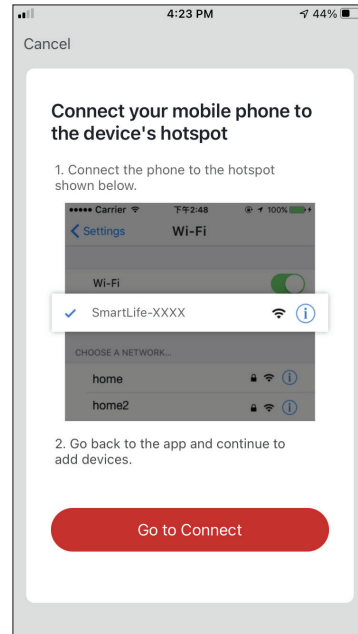 4:23 PM 44%
Cancel
Connect your mobile phone to
the device's hotspot
1. Connect the phone to the hotspot
shown below.
Carrier 下午2:48 100%
Settings Wi-Fi
Wi-Fi
SmartLife-XXXX
CHOOSE A NETWORK...
home
home2
2. Go back to the app and continue to
add devices.
Go to Connect